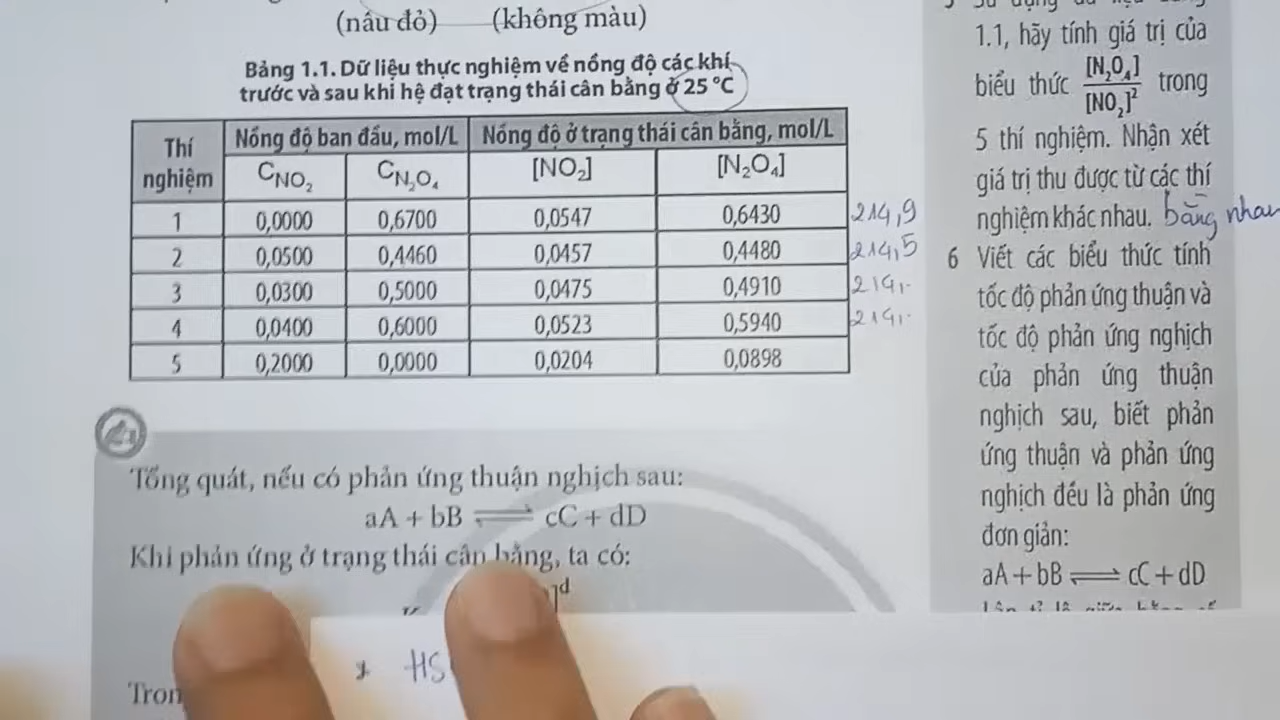 (nâu đỏ) (không màu)
Bảng 1.1. Dữ liệu thực nghiệm về nồng độ các khí
trước và sau khi hệ đạt trạng thái cân bằng ở 25 °C
Thí nghiệm | Nồng độ ban đầu, mol/L | Nồng độ ở trạng thái cân bằng, mol/L
C_NO₂ | C_N₂O₄ | [NO₂] | [N₂O₄]
1 | 0,0000 | 0,6700 | 0,0547 | 0,6430 214,9
2 | 0,0500 | 0,4460 | 0,0457 | 0,4480 214,5
3 | 0,0300 | 0,5000 | 0,0475 | 0,4910 214,.
4 | 0,0400 | 0,6000 | 0,0523 | 0,5940 214,.
5 | 0,2000 | 0,0000 | 0,0204 | 0,0898
Tổng quát, nếu có phản ứng thuận nghịch sau:
aA + bB ⇌ cC + dD
Khi phản ứng ở trạng thái cân bằng, ta có:
]ᵈ
HS
Tron
1.1, hãy tính giá trị của
biểu thức [N₂O₄]/[NO₂]² trong
5 thí nghiệm. Nhận xét
giá trị thu được từ các thí
nghiệm khác nhau. bằng nhau
6 Viết các biểu thức tính
tốc độ phản ứng thuận và
tốc độ phản ứng nghịch
của phản ứng thuận
nghịch sau, biết phản
ứng thuận và phản ứng
nghịch đều là phản ứng
đơn giản:
aA + bB ⇌ cC + dD